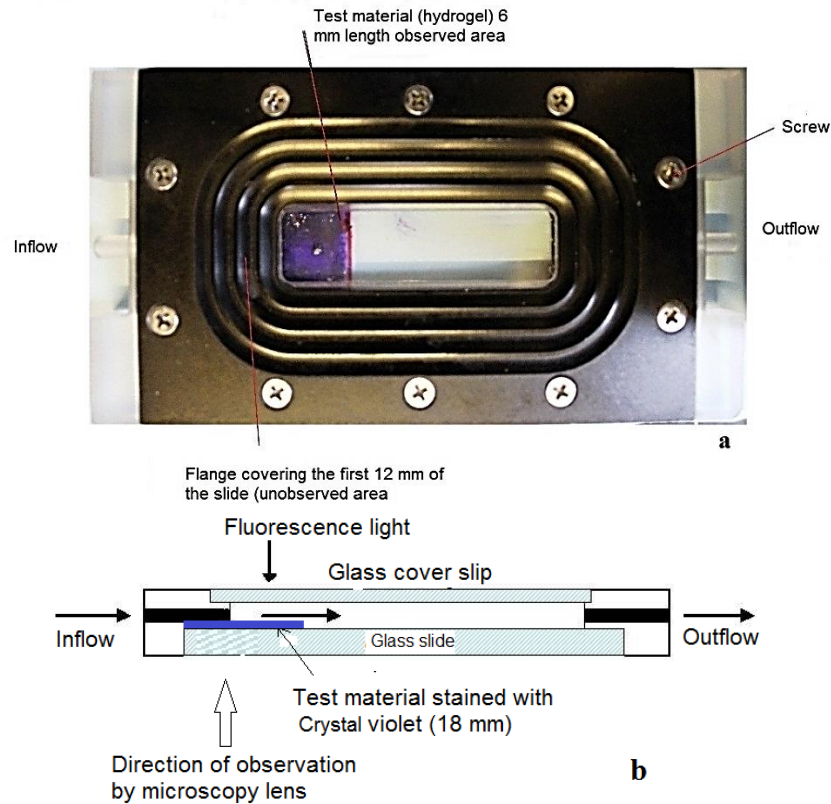 Test material (hydrogel) 6
mm length observed area
Screw
Inflow
Outflow
a
Flange covering the first 12 mm of
the slide (unobserved area
Fluorescence light
Glass cover slip
Inflow
Glass slide
Outflow
Test material stained with
Crystal violet (18 mm)
Direction of observation
by microscopy lens
b